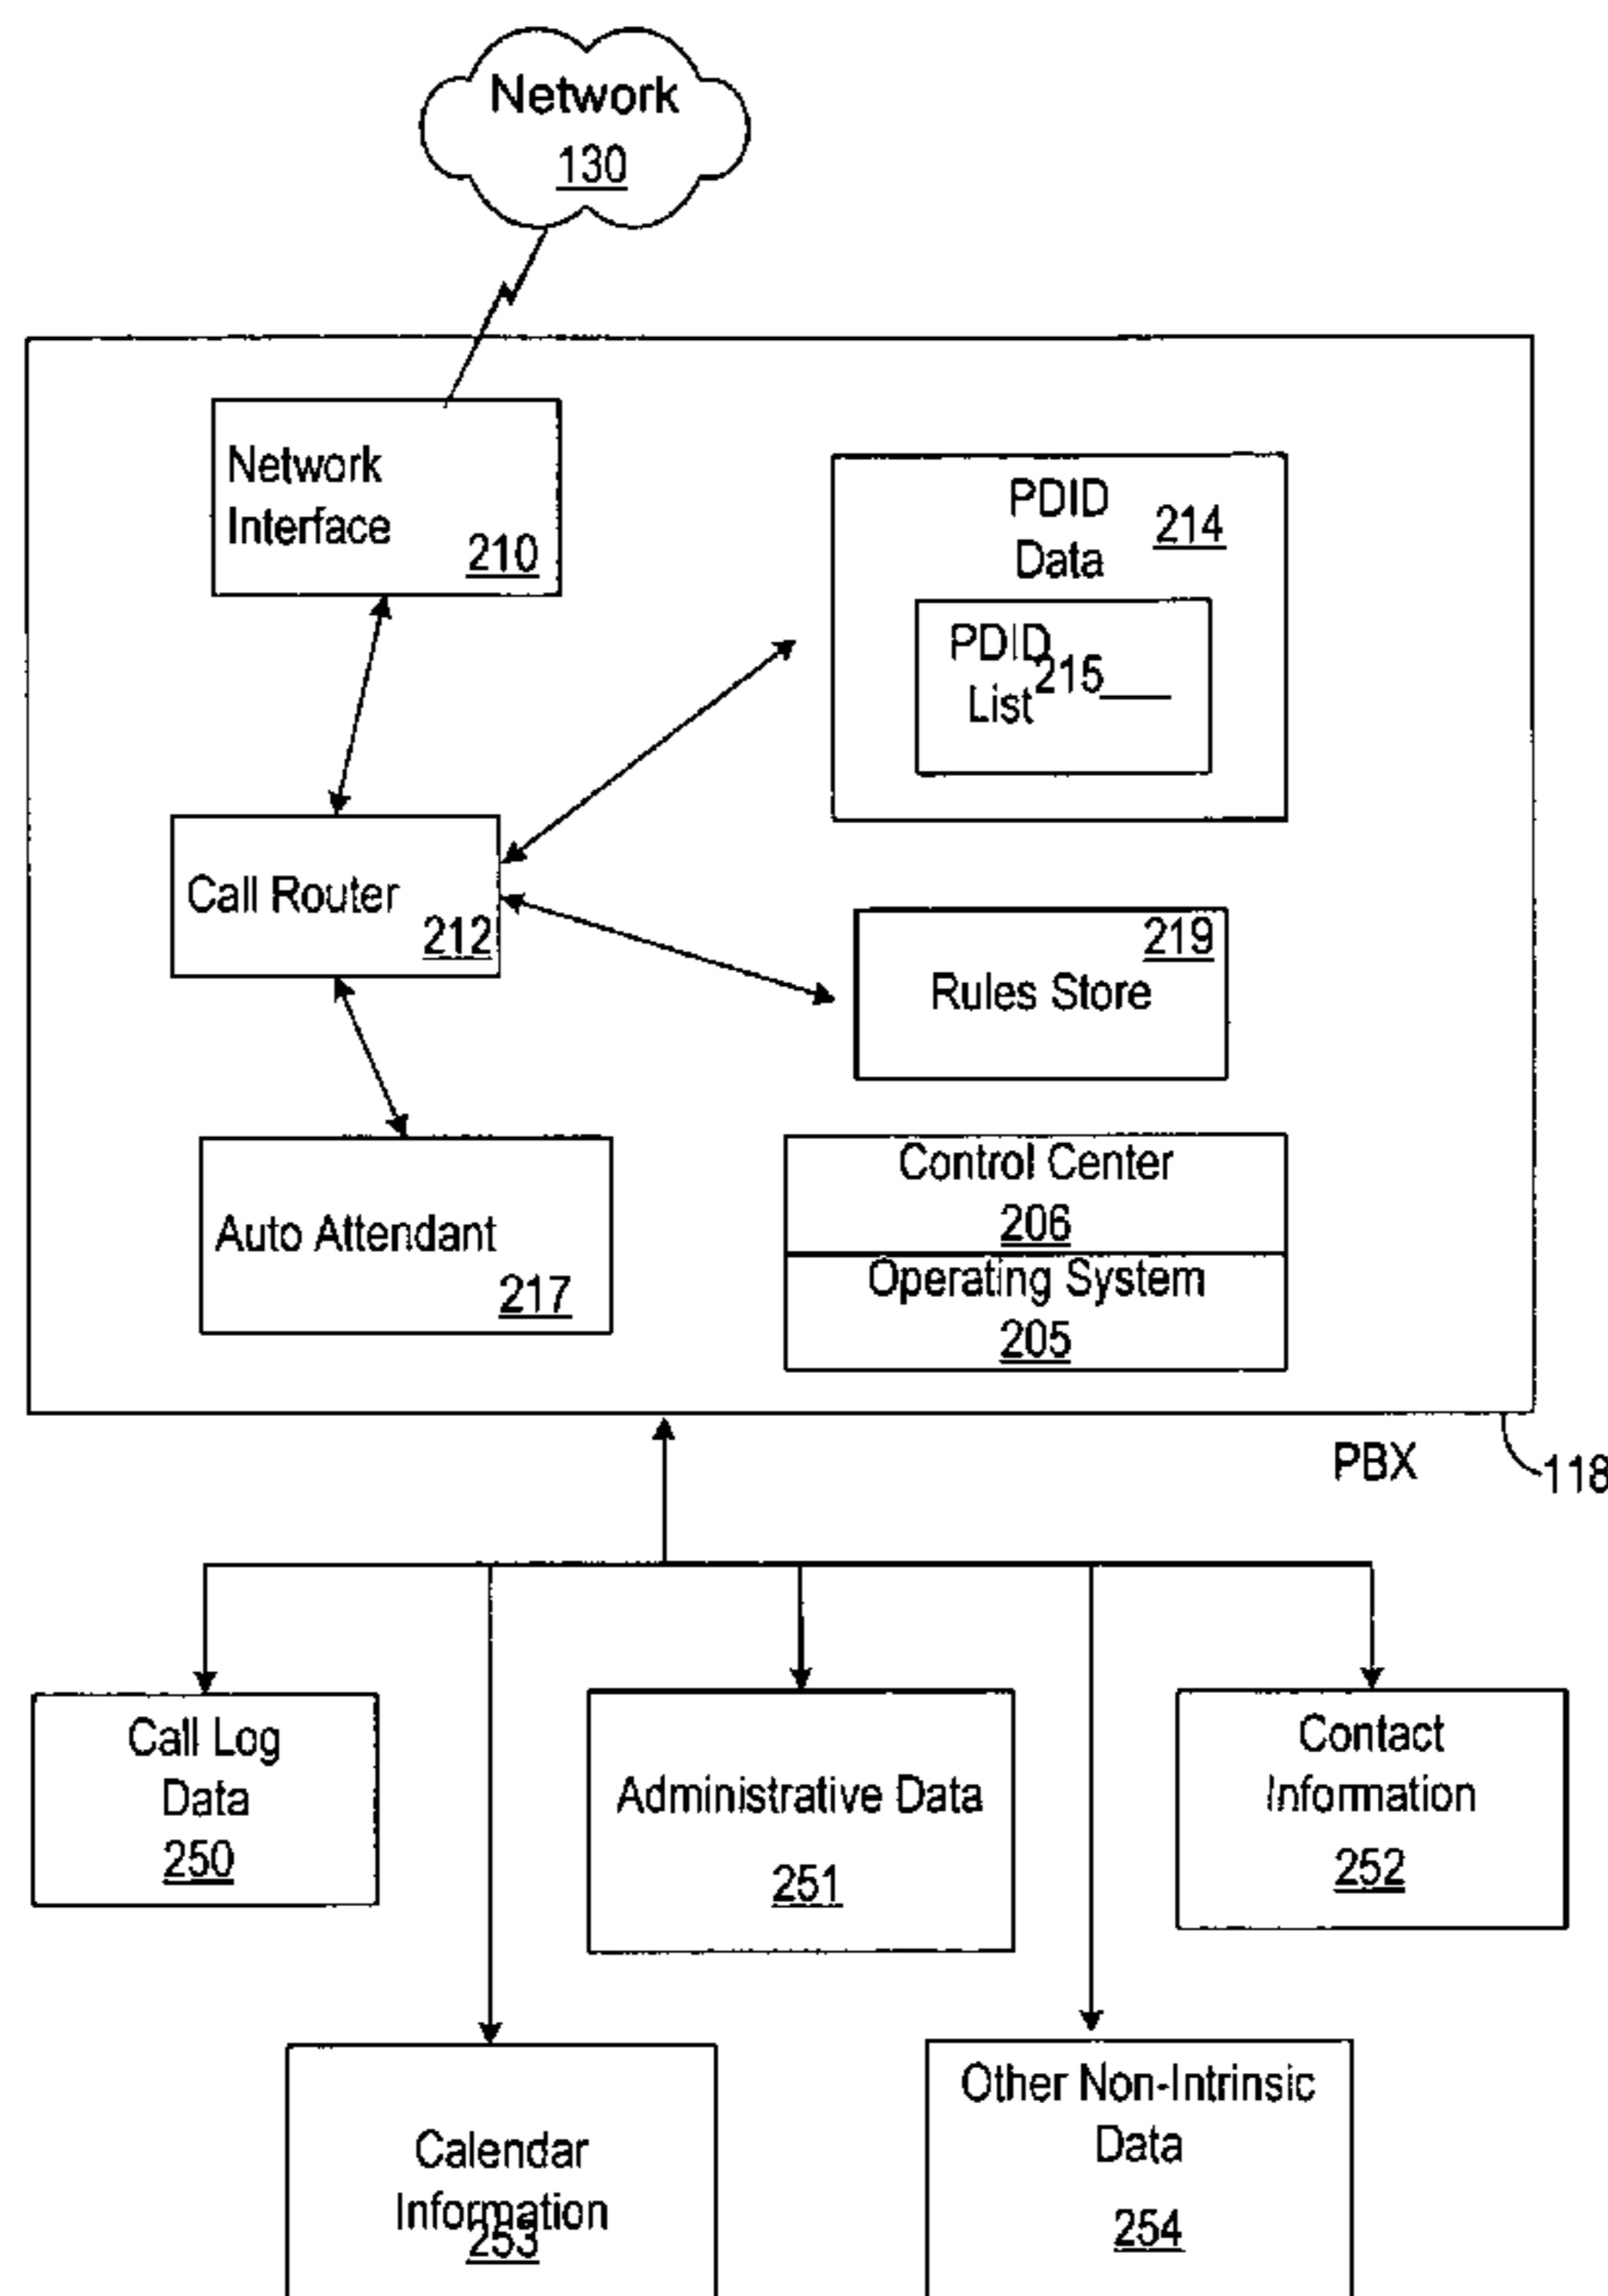 Network
130
Network
Interface
210
PDID
Data
214
PDID
List
215
Call Router
212
219
Rules Store
Auto Attendant
217
Control Center
206
Operating System
205
PBX
118
Call Log
Data
250
Administrative Data
251
Contact
Information
252
Calendar
Information
253
Other Non-Intrinsic
Data
254